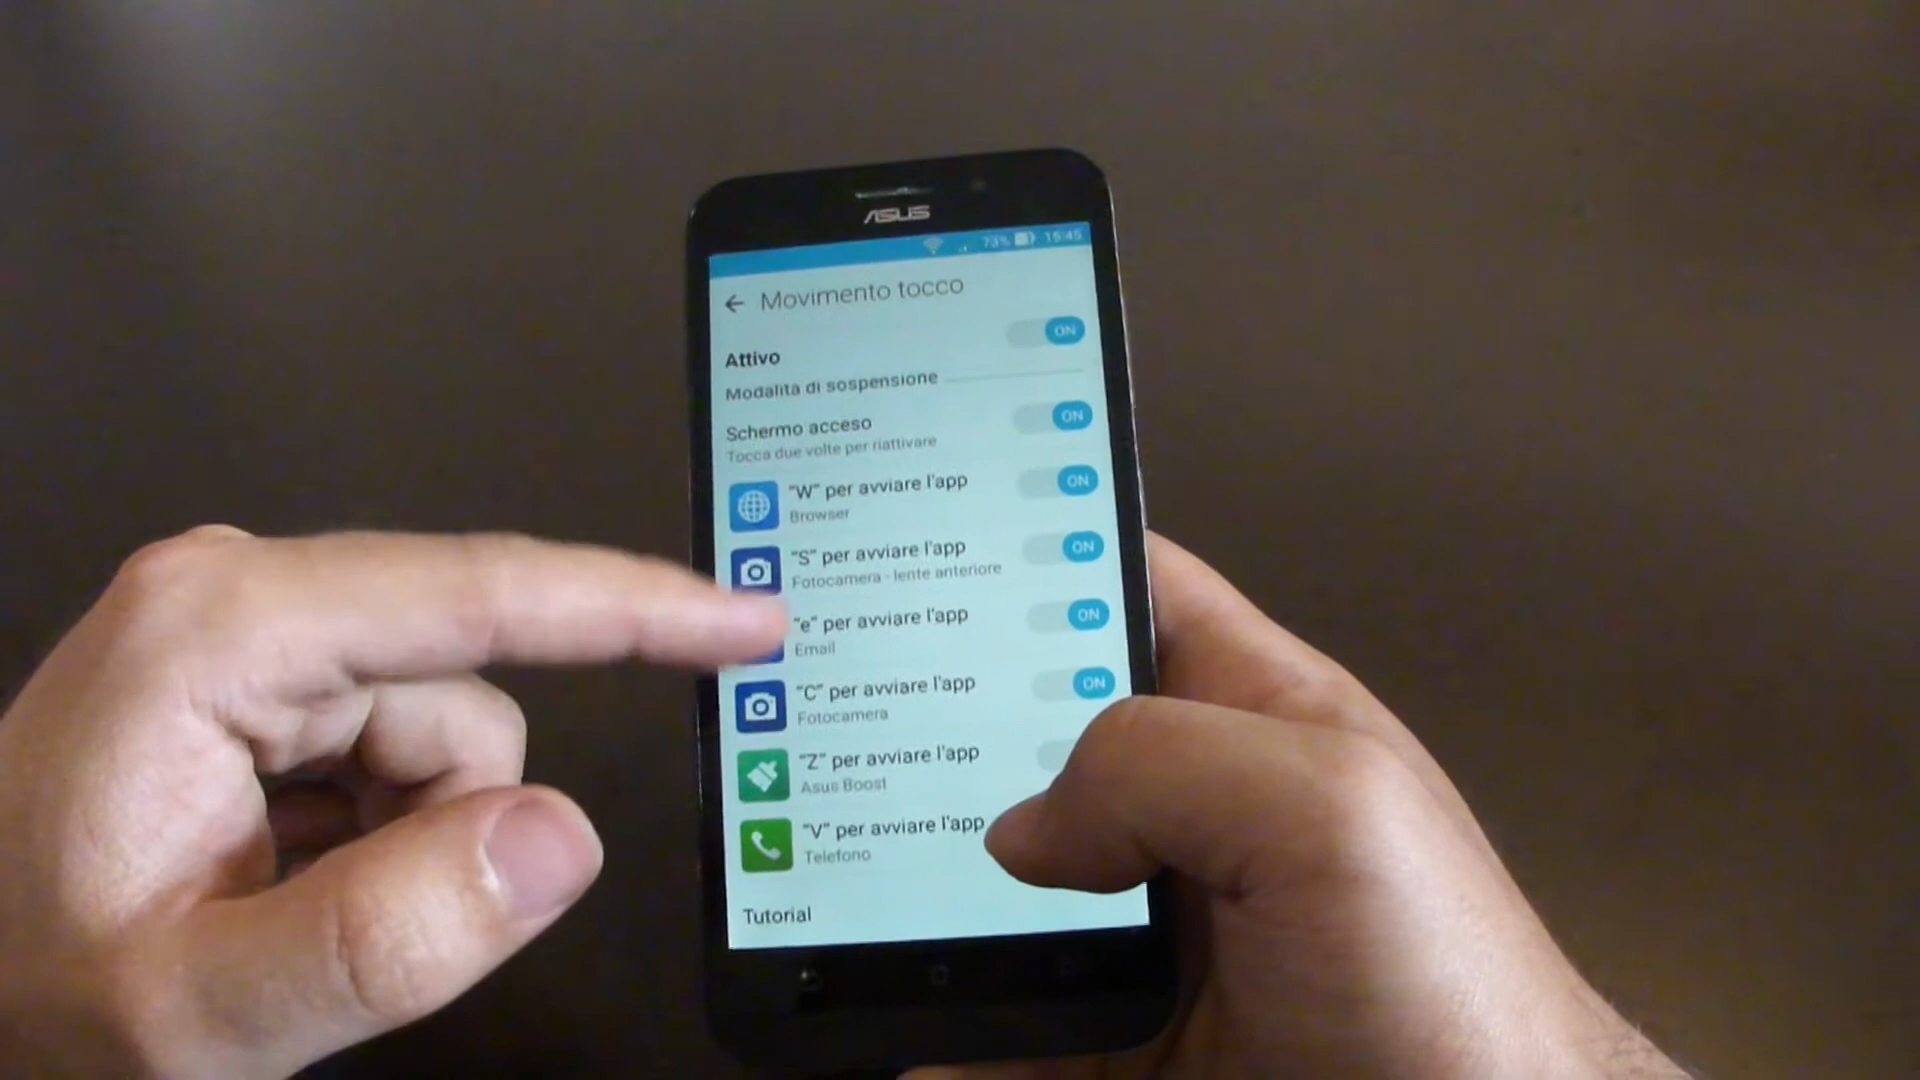 ASUS
73% 15:45
Movimento tocco
ON
Attivo
Modalità di sospensione
Schermo acceso ON
Tocca due volte per riattivare
"W" per avviare l'app ON
Browser
"S" per avviare l'app ON
Fotocamera - lente anteriore
"e" per avviare l'app ON
Email
"C" per avviare l'app ON
Fotocamera
"Z" per avviare l'app
Asus Boost
"V" per avviare l'app
Telefono
Tutorial